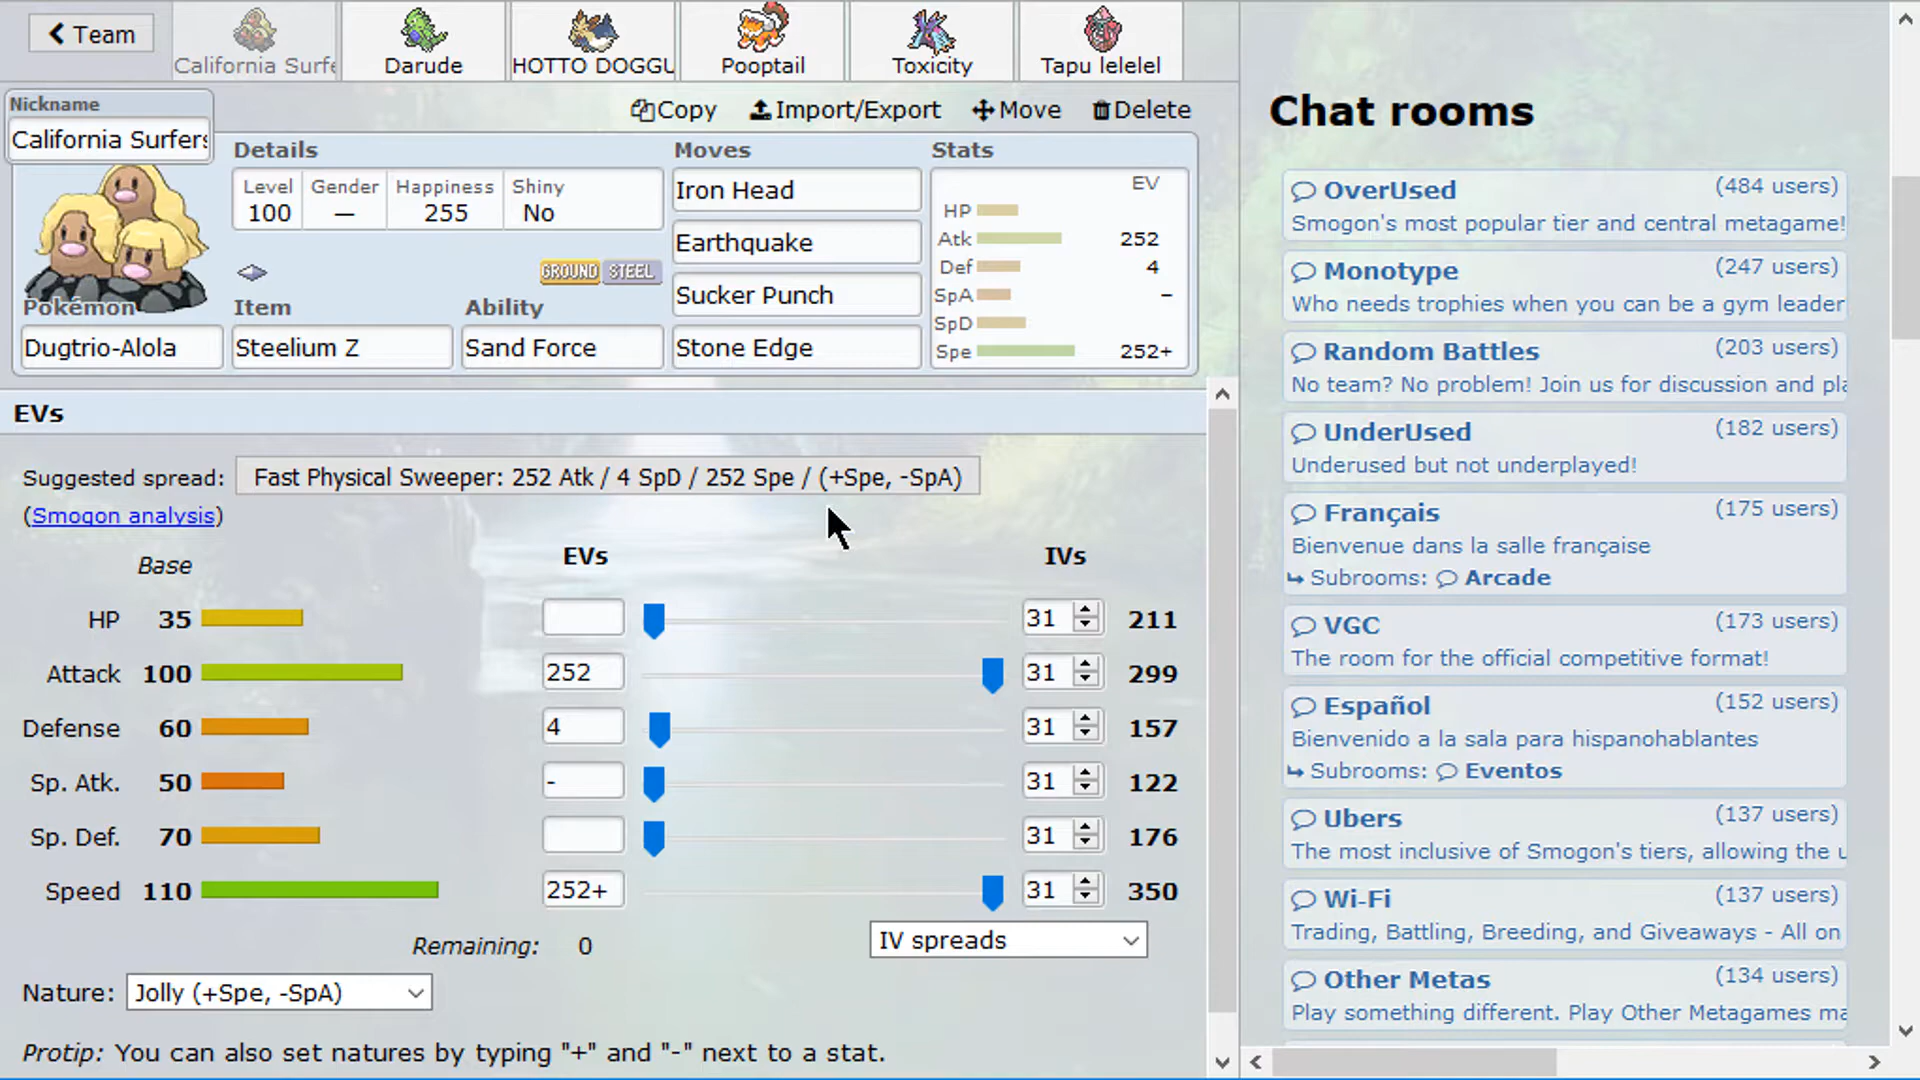 Team
California Surfe
Darude
HOTTO DOGGU
Pooptail
Toxicity
Tapu lelelel
Nickname
California Surfers
Copy
Import/Export
Move
Delete
Details
Level
100
Gender
—
Happiness
255
Shiny
No
GROUND STEEL
Pokémon
Dugtrio-Alola
Item
Steelium Z
Ability
Sand Force
Moves
Iron Head
Earthquake
Sucker Punch
Stone Edge
Stats
EV
HP
Atk 252
Def 4
SpA –
SpD
Spe 252+
EVs
Suggested spread: Fast Physical Sweeper: 252 Atk / 4 SpD / 252 Spe / (+Spe, -SpA)
(Smogon analysis)
Base EVs IVs
HP 35 31 211
Attack 100 252 31 299
Defense 60 4 31 157
Sp. Atk. 50 - 31 122
Sp. Def. 70 31 176
Speed 110 252+ 31 350
Remaining: 0
IV spreads
Nature: Jolly (+Spe, -SpA)
Protip: You can also set natures by typing "+" and "-" next to a stat.
Chat rooms
OverUsed (484 users)
Smogon's most popular tier and central metagame!
Monotype (247 users)
Who needs trophies when you can be a gym leader
Random Battles (203 users)
No team? No problem! Join us for discussion and pla
UnderUsed (182 users)
Underused but not underplayed!
Français (175 users)
Bienvenue dans la salle française
Subrooms: Arcade
VGC (173 users)
The room for the official competitive format!
Español (152 users)
Bienvenido a la sala para hispanohablantes
Subrooms: Eventos
Ubers (137 users)
The most inclusive of Smogon's tiers, allowing the u
Wi-Fi (137 users)
Trading, Battling, Breeding, and Giveaways - All on
Other Metas (134 users)
Play something different. Play Other Metagames ma